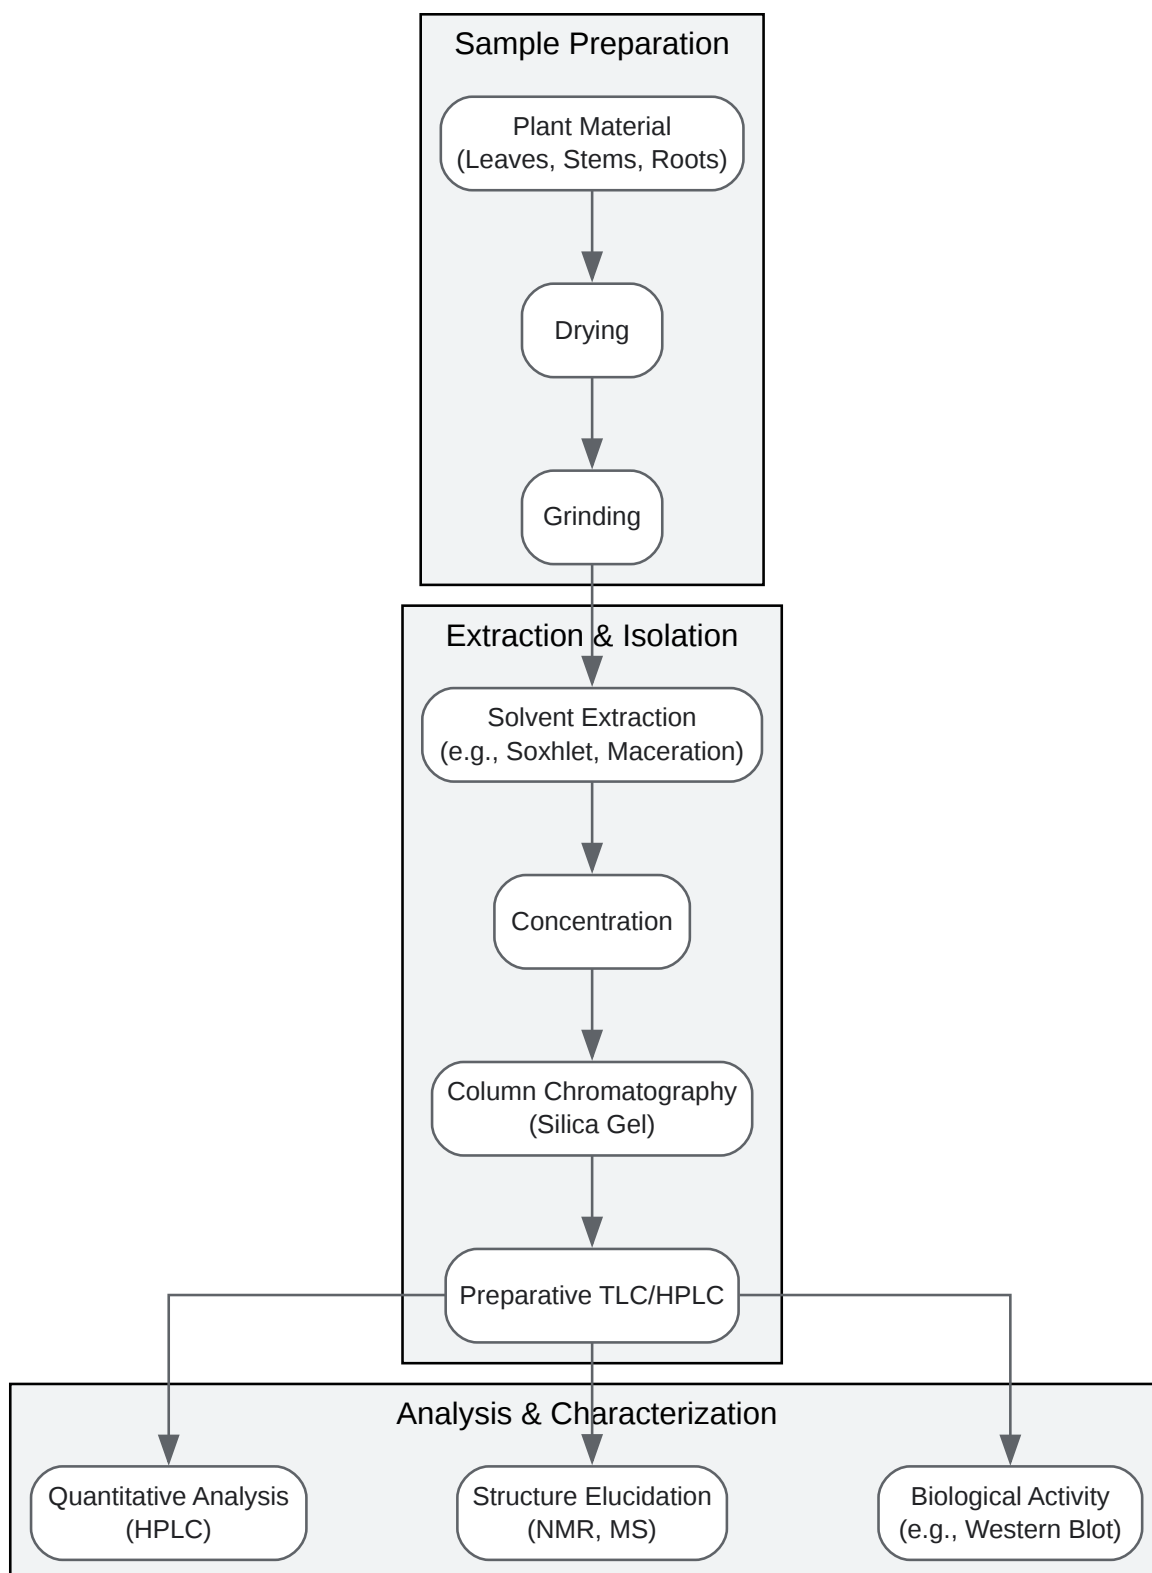 Sample Preparation
Plant Material
(Leaves, Stems, Roots)
Drying
Grinding
Extraction & Isolation
Solvent Extraction
(e.g., Soxhlet, Maceration)
Concentration
Column Chromatography
(Silica Gel)
Preparative TLC/HPLC
Analysis & Characterization
Quantitative Analysis
(HPLC)
Structure Elucidation
(NMR, MS)
Biological Activity
(e.g., Western Blot)